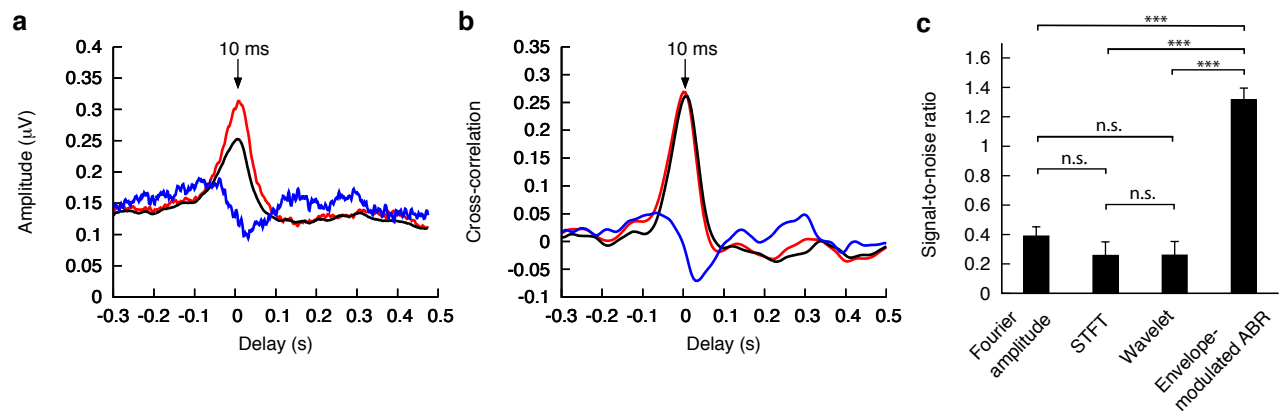 a
10 ms
0.4
0.35
0.3
0.25
0.2
0.15
0.1
0.05
0
Amplitude (µV)
-0.3 -0.2 -0.1 0 0.1 0.2 0.3 0.4 0.5
Delay (s)
b
10 ms
0.35
0.3
0.25
0.2
0.15
0.1
0.05
0
-0.05
-0.1
Cross-correlation
-0.3 -0.2 -0.1 0 0.1 0.2 0.3 0.4 0.5
Delay (s)
c
***
***
***
n.s.
n.s.
n.s.
1.6
1.4
1.2
1
0.8
0.6
0.4
0.2
0
Signal-to-noise ratio
Fourier
amplitude
STFT
Wavelet
Envelope-
modulated ABR